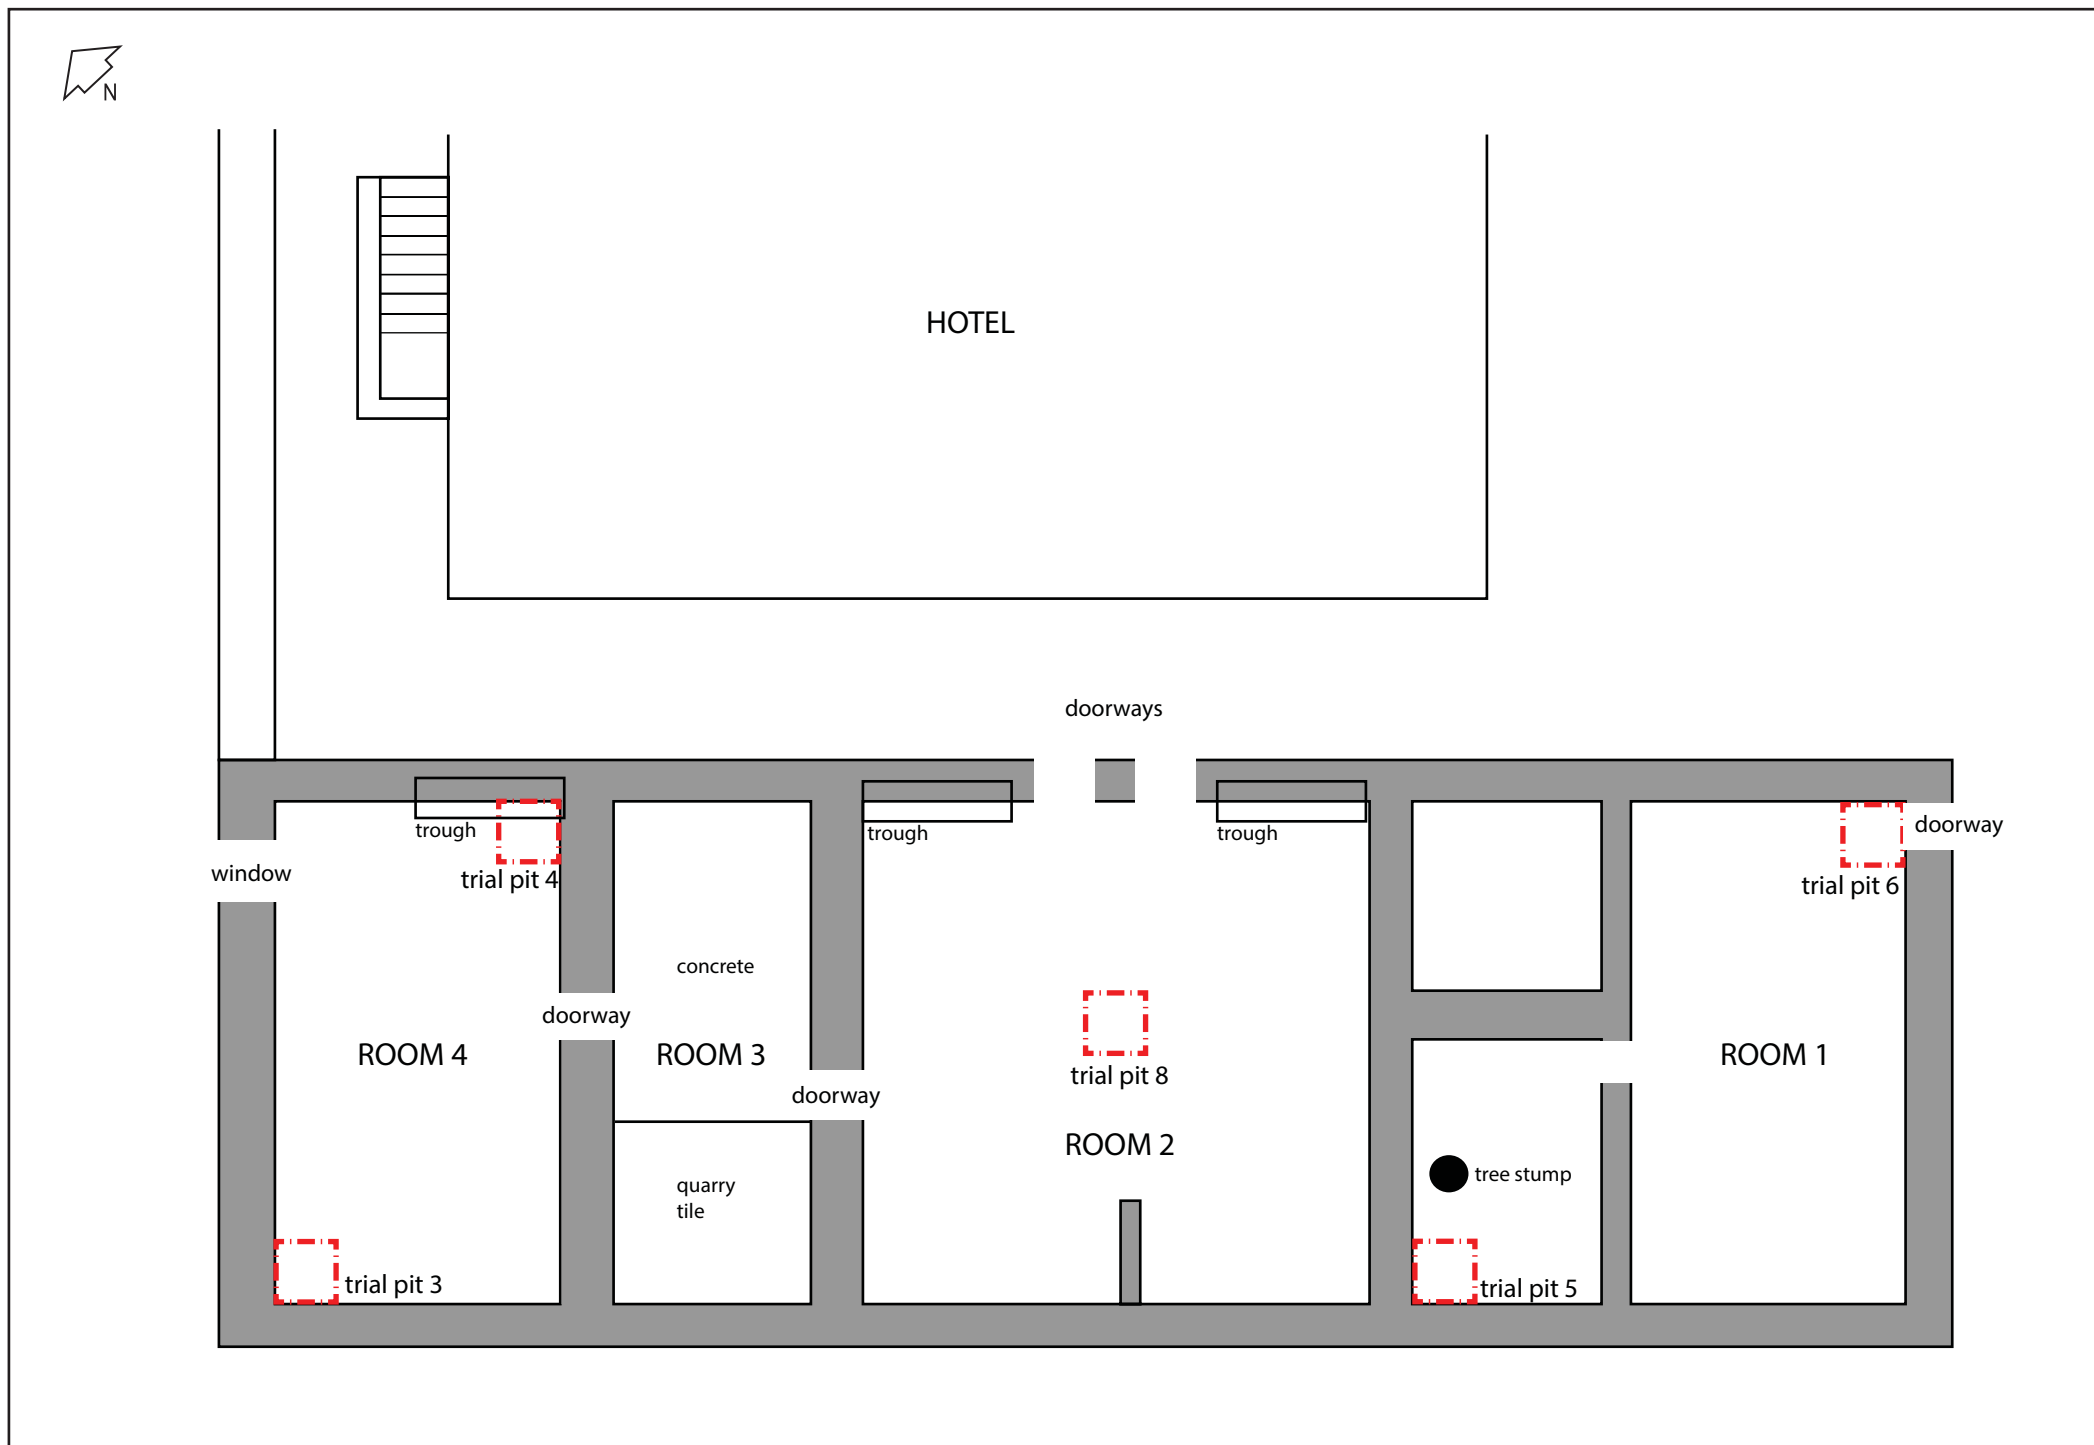 N
HOTEL
doorways
trough
trough
trough
doorway
window
trial pit 4
trial pit 6
concrete
doorway
ROOM 4
ROOM 3
ROOM 1
trial pit 8
doorway
ROOM 2
tree stump
quarry
tile
trial pit 3
trial pit 5